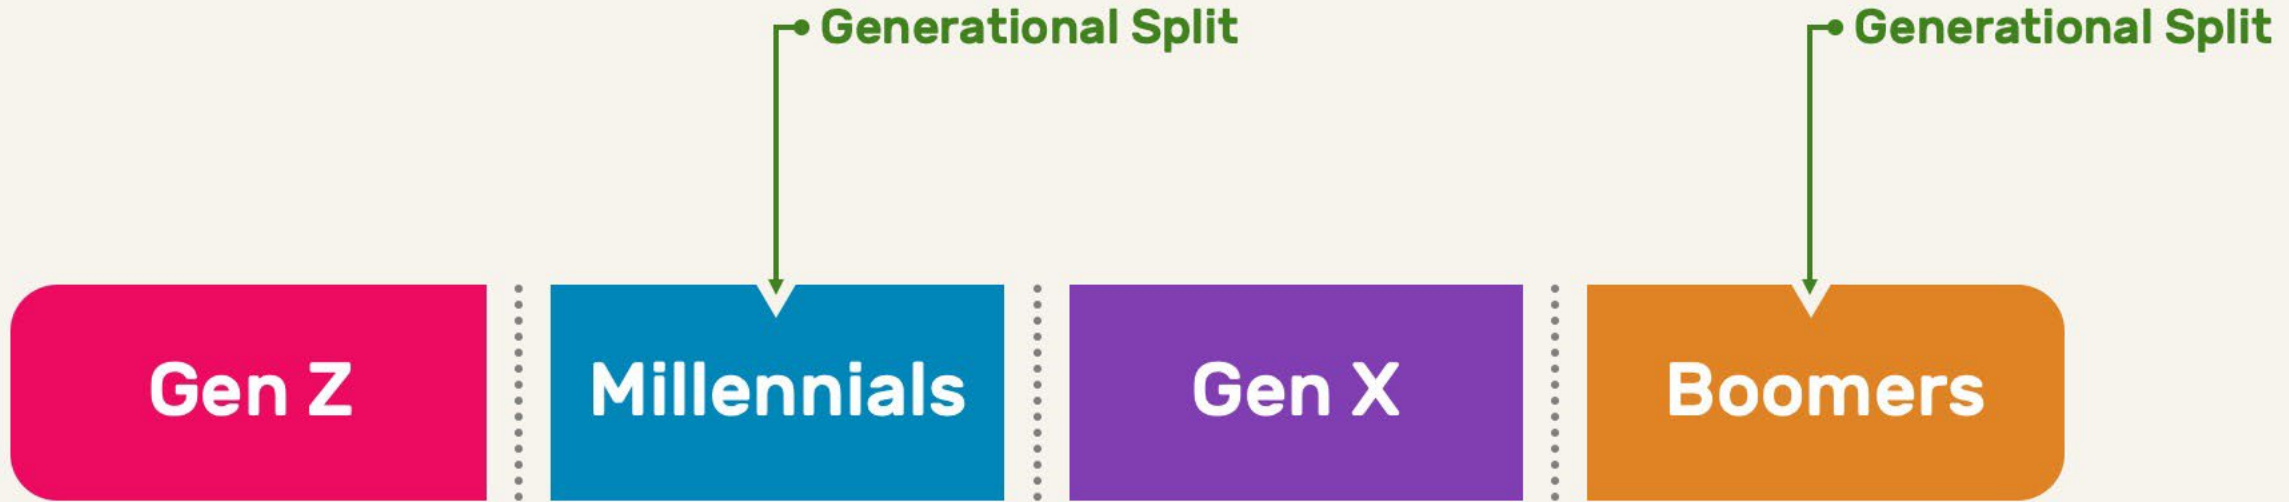 Generational Split
Generational Split
Gen Z
Millennials
Gen X
Boomers